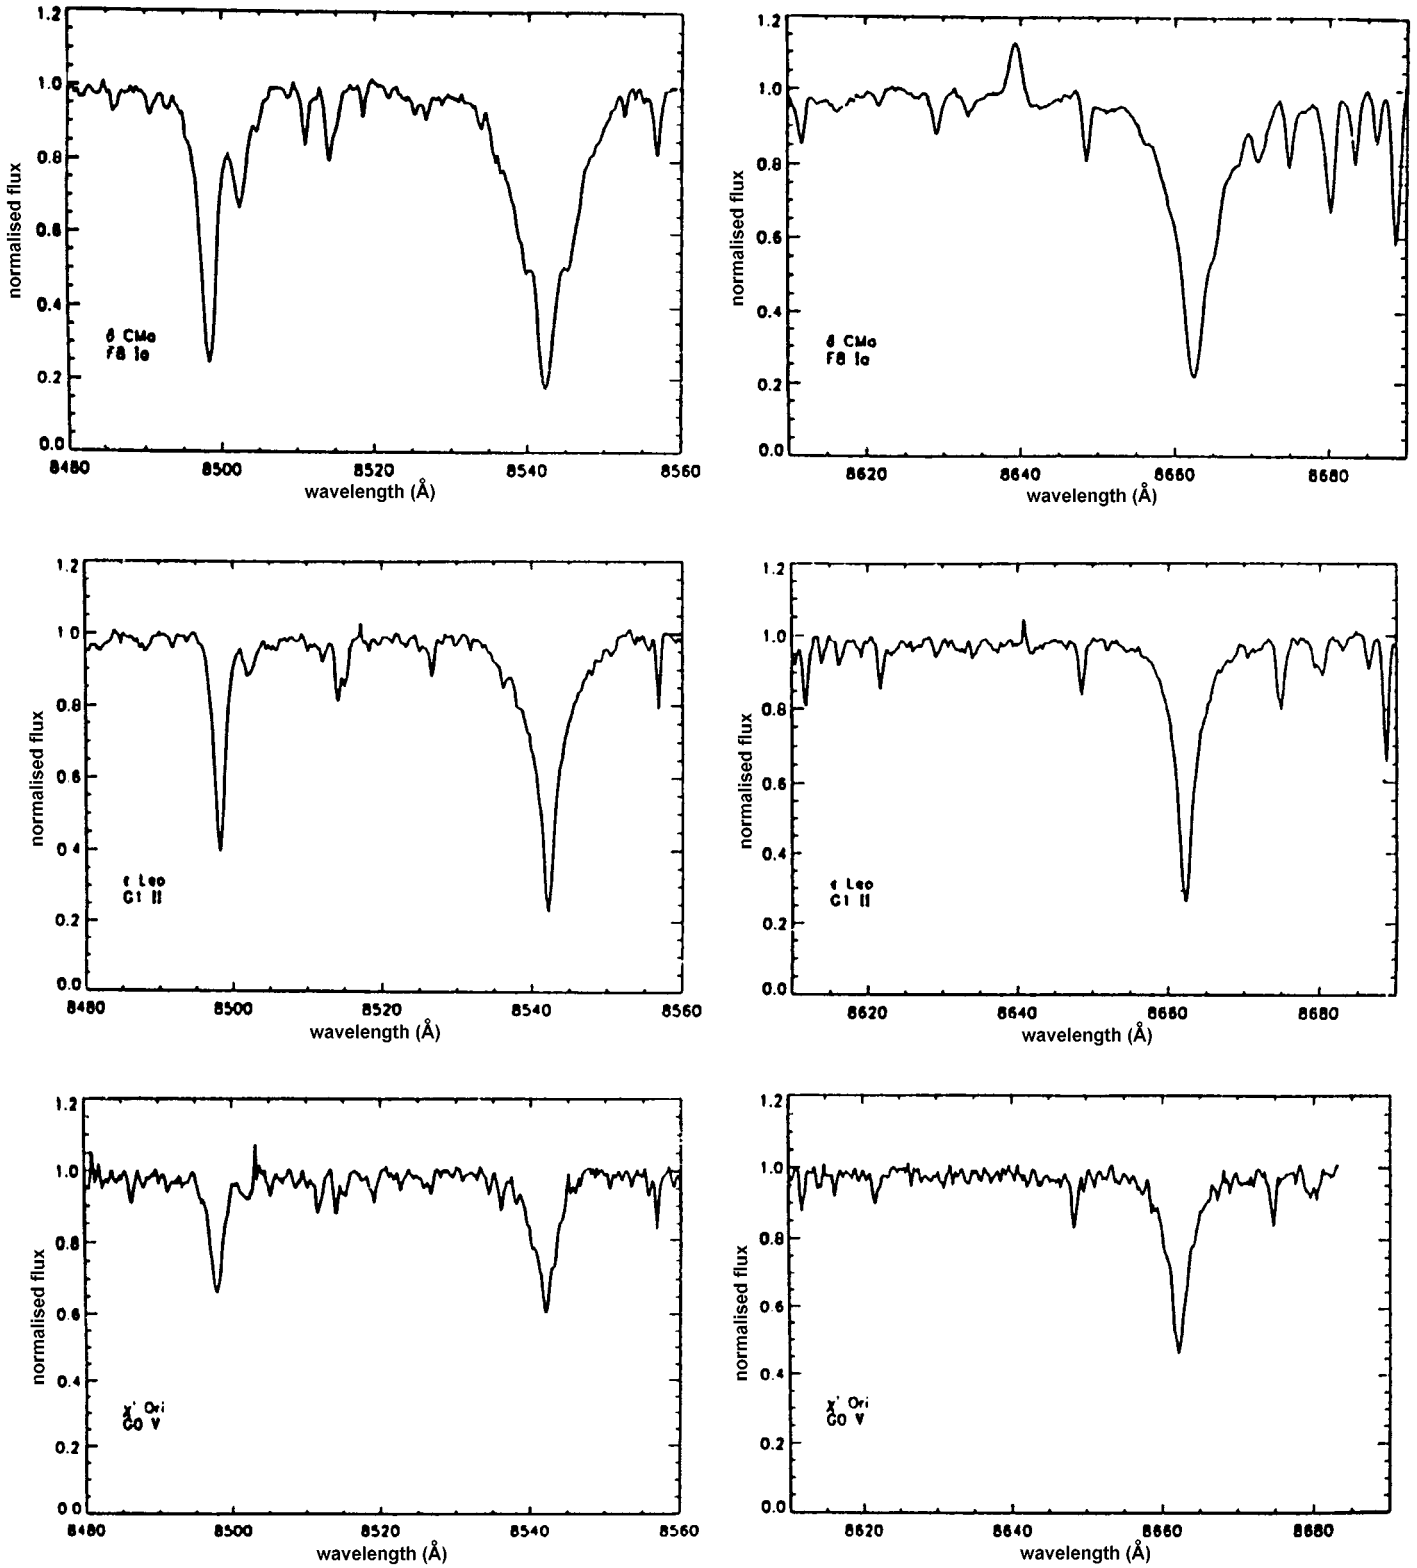 1.2
1.0
0.8
0.6
0.4
0.2
0.0
normalised flux
δ CMa
F8 Ia
8480
8500
8520
8540
8560
wavelength (Å)
1.2
1.0
0.8
0.6
0.4
0.2
0.0
normalised flux
δ CMa
F8 Ia
8620
8640
8660
8680
wavelength (Å)
1.2
1.0
0.8
0.6
0.4
0.2
0.0
normalised flux
ε Leo
G1 II
8480
8500
8520
8540
8560
wavelength (Å)
1.2
1.0
0.8
0.6
0.4
0.2
0.0
normalised flux
ε Leo
G1 II
8620
8640
8660
8680
wavelength (Å)
1.2
1.0
0.8
0.6
0.4
0.2
0.0
normalised flux
χ' Ori
G0 V
8480
8500
8520
8540
8560
wavelength (Å)
1.2
1.0
0.8
0.6
0.4
0.2
0.0
normalised flux
χ' Ori
G0 V
8620
8640
8660
8680
wavelength (Å)